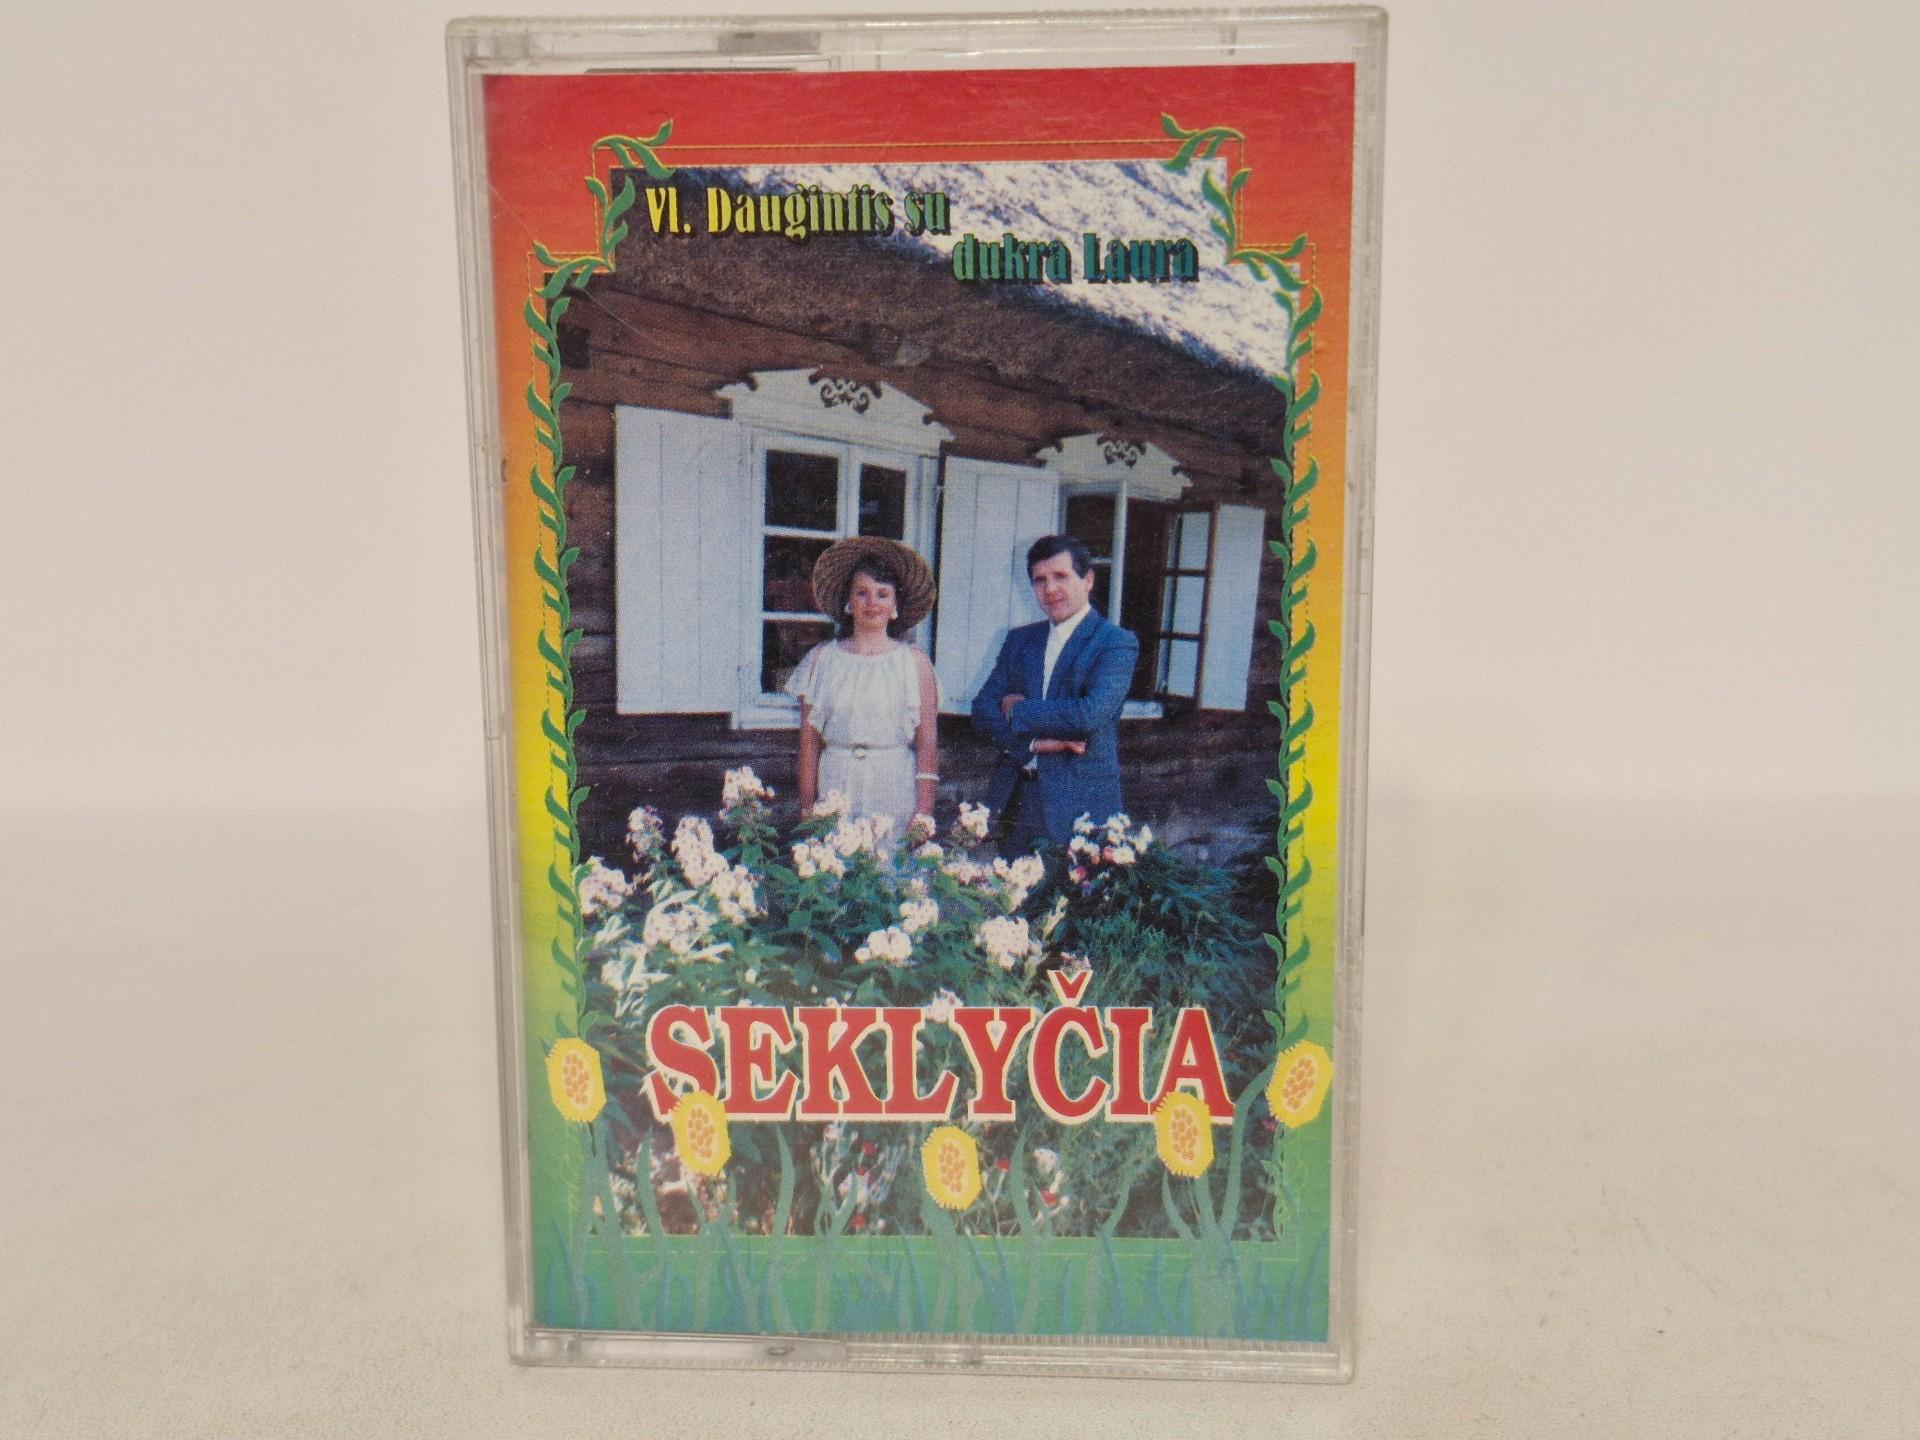 Vl. Daugintis su
dukra Laura
SEKLYČIA